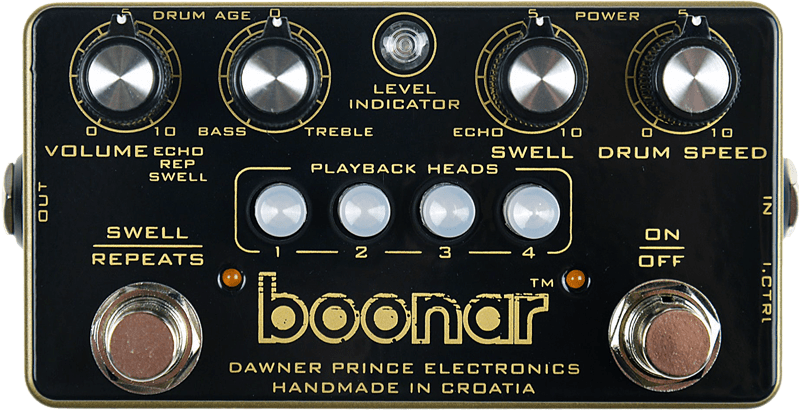 DRUM AGE
POWER
5
0
5
5
LEVEL
INDICATOR
0
10
BASS
TREBLE
ECHO
10
0
10
VOLUME
ECHO
REP
SWELL
SWELL
DRUM SPEED
PLAYBACK HEADS
OUT
IN
1
2
3
4
SWELL
REPEATS
ON
OFF
I.CTRL
boonar™
DAWNER PRINCE ELECTRONICS
HANDMADE IN CROATIA